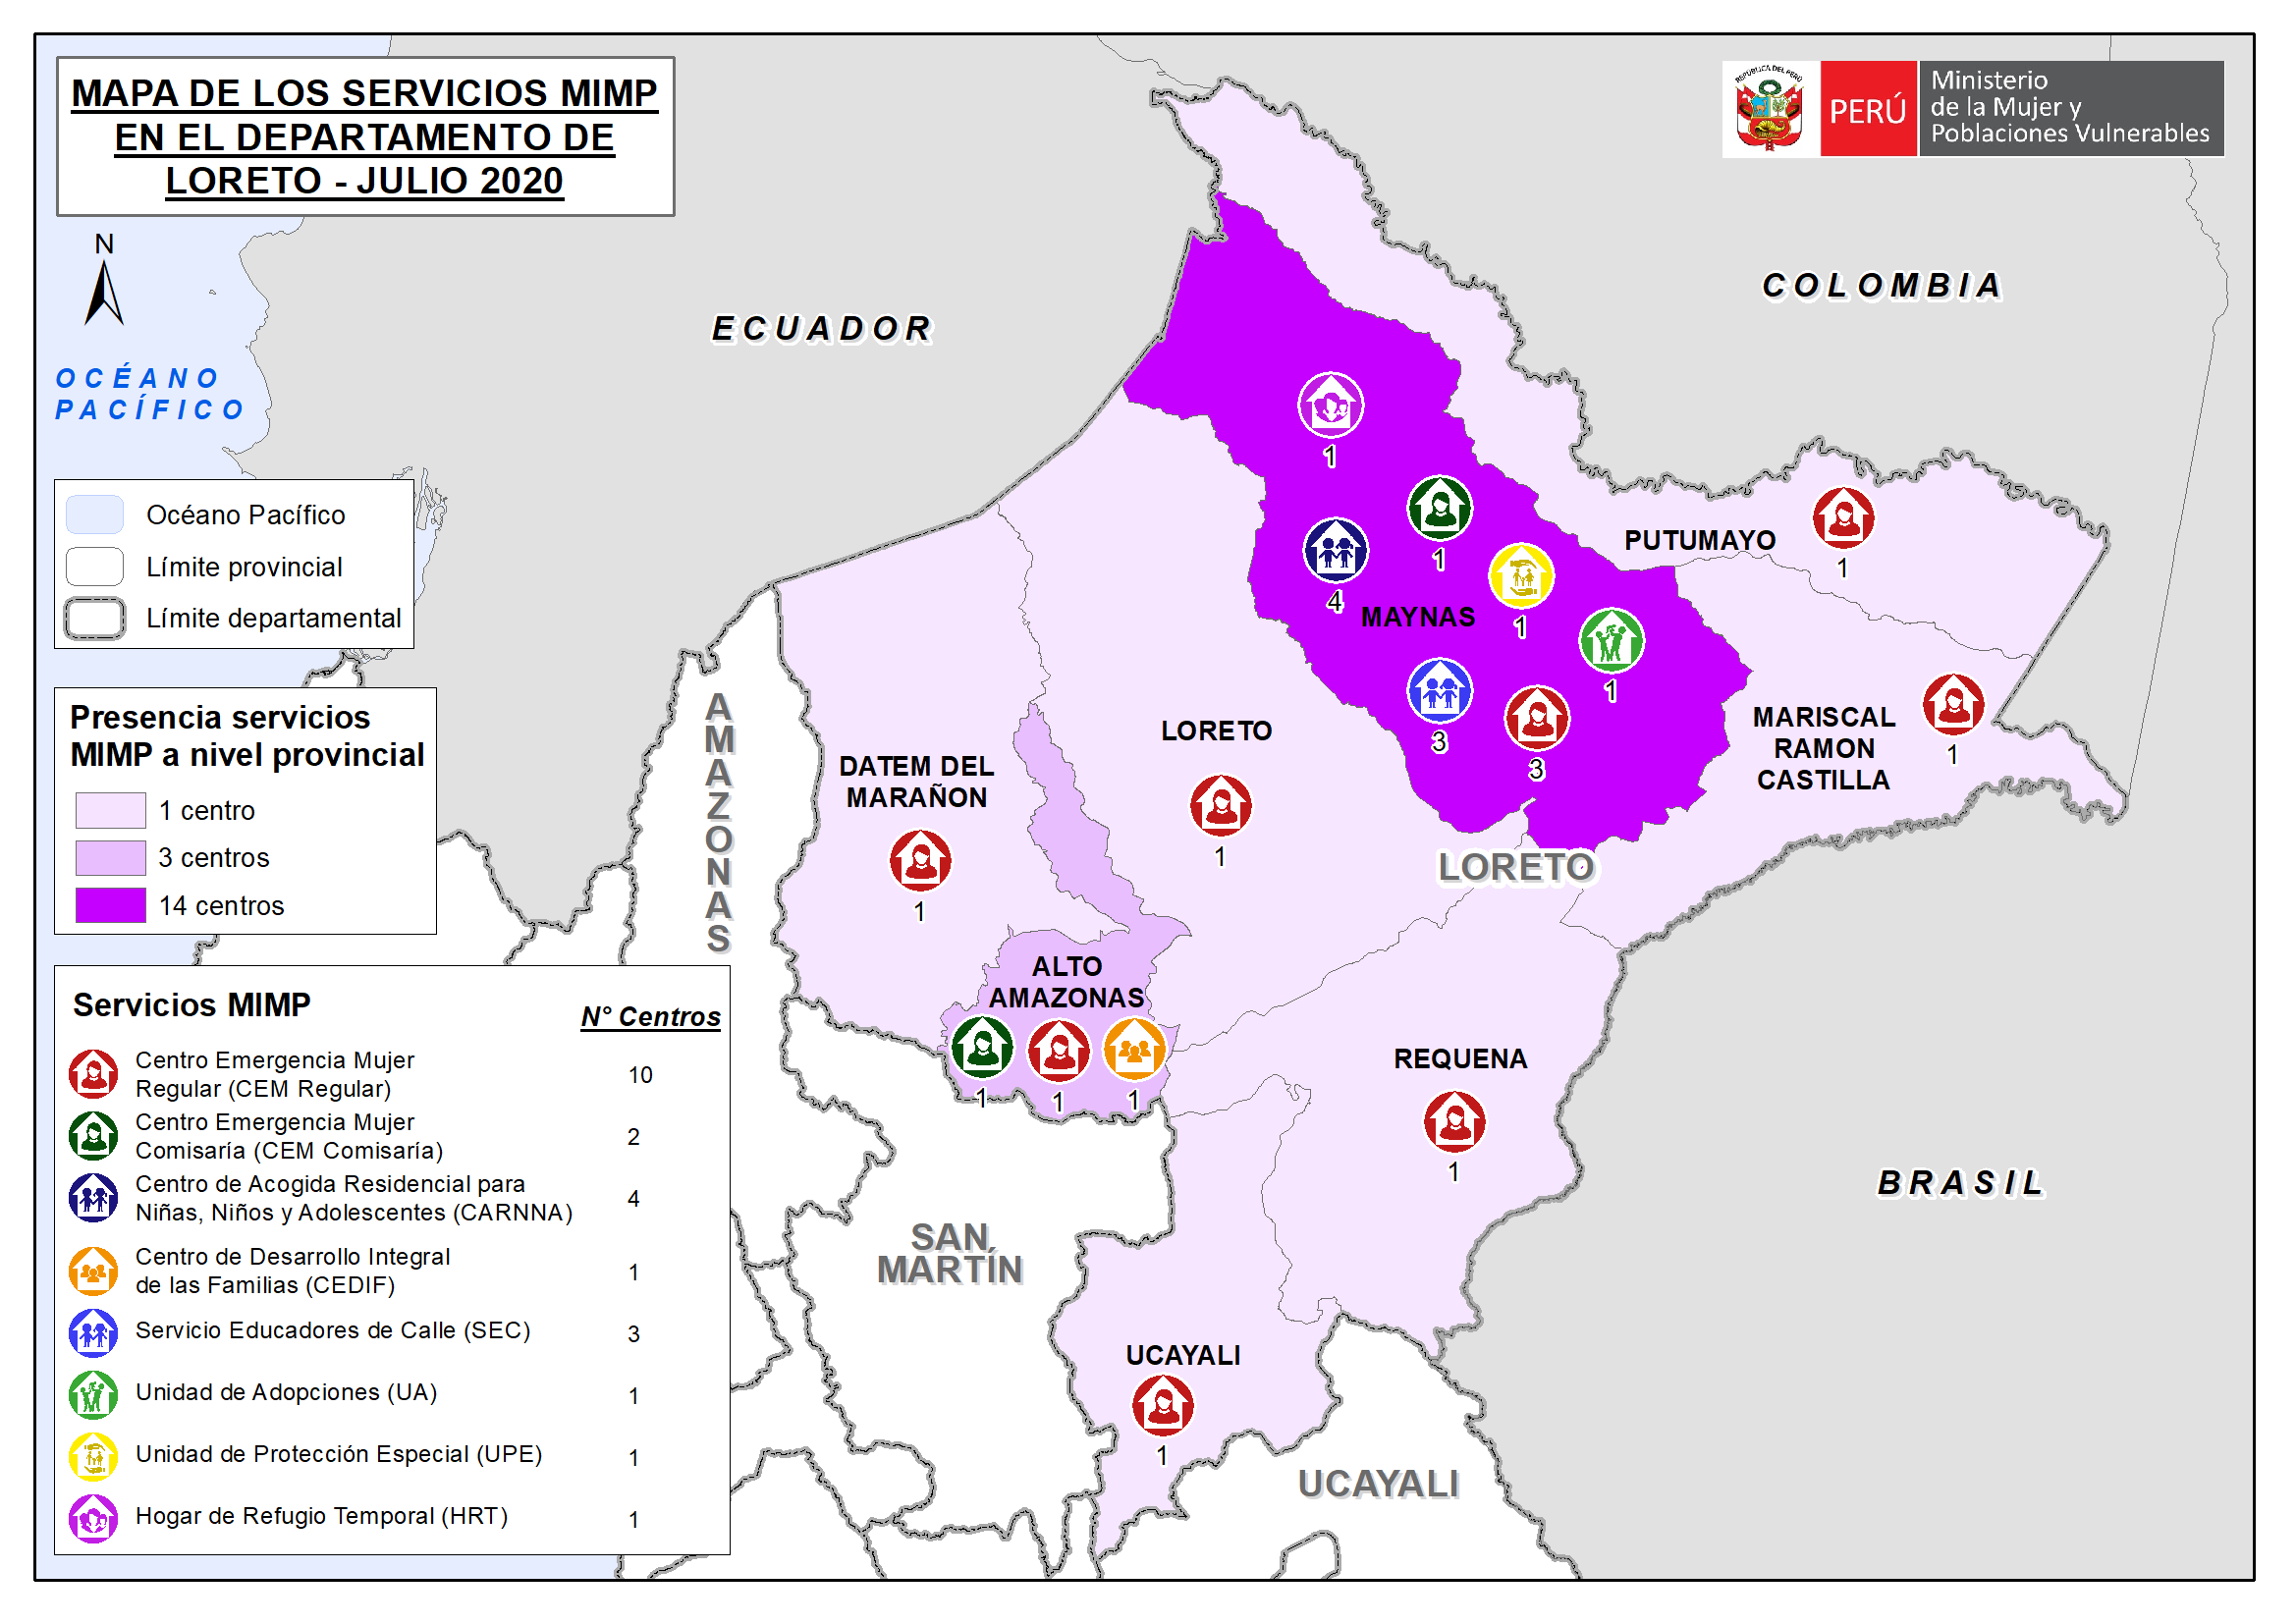 MAPA DE LOS SERVICIOS MIMP
EN EL DEPARTAMENTO DE
LORETO - JULIO 2020
REPÚBLICA DEL PERÚ
PERÚ
Ministerio
de la Mujer y
Poblaciones Vulnerables
N
OCÉANO
PACÍFICO
ECUADOR
COLOMBIA
BRASIL
Océano Pacífico
Límite provincial
Límite departamental
Presencia servicios
MIMP a nivel provincial
1 centro
3 centros
14 centros
Servicios MIMP
N° Centros
Centro Emergencia Mujer
Regular (CEM Regular)
10
Centro Emergencia Mujer
Comisaría (CEM Comisaría)
2
Centro de Acogida Residencial para
Niñas, Niños y Adolescentes (CARNNA)
4
Centro de Desarrollo Integral
de las Familias (CEDIF)
1
Servicio Educadores de Calle (SEC)
3
Unidad de Adopciones (UA)
1
Unidad de Protección Especial (UPE)
1
Hogar de Refugio Temporal (HRT)
1
AMAZONAS
SAN
MARTÍN
UCAYALI
LORETO
1
1
4
1
MAYNAS
1
3
3
PUTUMAYO
1
MARISCAL
RAMON
CASTILLA
1
LORETO
1
DATEM DEL
MARAÑON
1
ALTO
AMAZONAS
1
1
1
REQUENA
1
UCAYALI
1